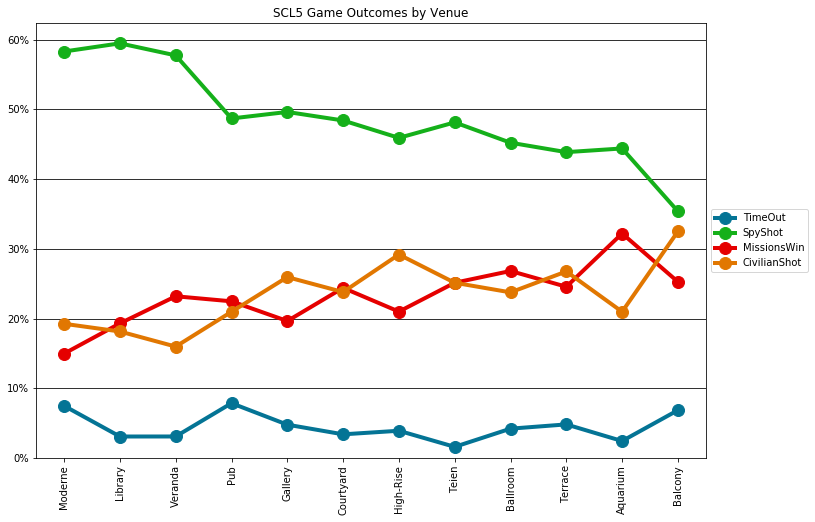 SCL5 Game Outcomes by Venue
60%
50%
40%
30%
20%
10%
0%
Moderne
Library
Veranda
Pub
Gallery
Courtyard
High-Rise
Teien
Ballroom
Terrace
Aquarium
Balcony
TimeOut
SpyShot
MissionsWin
CivilianShot